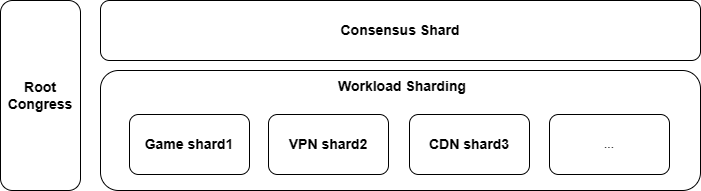 Root
Congress
Consensus Shard
Workload Sharding
Game shard1
VPN shard2
CDN shard3
...